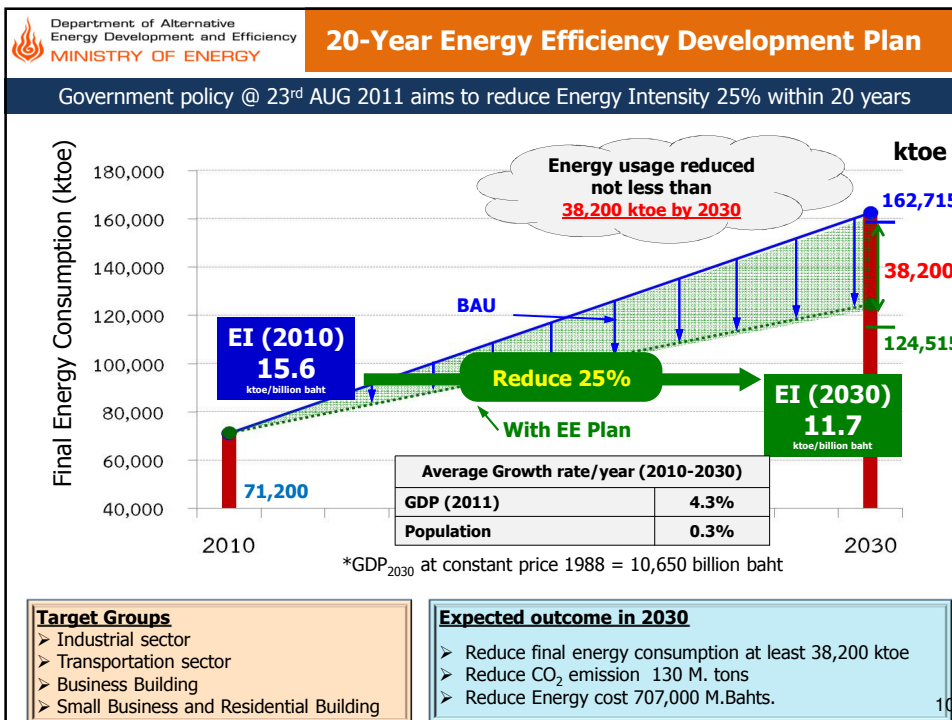 Department of Alternative
Energy Development and Efficiency
MINISTRY OF ENERGY
20-Year Energy Efficiency Development Plan
Government policy @ 23rd AUG 2011 aims to reduce Energy Intensity 25% within 20 years
Final Energy Consumption (ktoe)
180,000
160,000
140,000
120,000
100,000
80,000
60,000
40,000
Energy usage reduced
not less than
38,200 ktoe by 2030
ktoe
162,715
38,200
124,515
BAU
EI (2010)
15.6
ktoe/billion baht
Reduce 25%
EI (2030)
11.7
ktoe/billion baht
With EE Plan
71,200
Average Growth rate/year (2010-2030)
GDP (2011) 4.3%
Population 0.3%
2010
2030
*GDP2030 at constant price 1988 = 10,650 billion baht
Target Groups
➢ Industrial sector
➢ Transportation sector
➢ Business Building
➢ Small Business and Residential Building
Expected outcome in 2030
➢ Reduce final energy consumption at least 38,200 ktoe
➢ Reduce CO2 emission 130 M. tons
➢ Reduce Energy cost 707,000 M.Bahts.